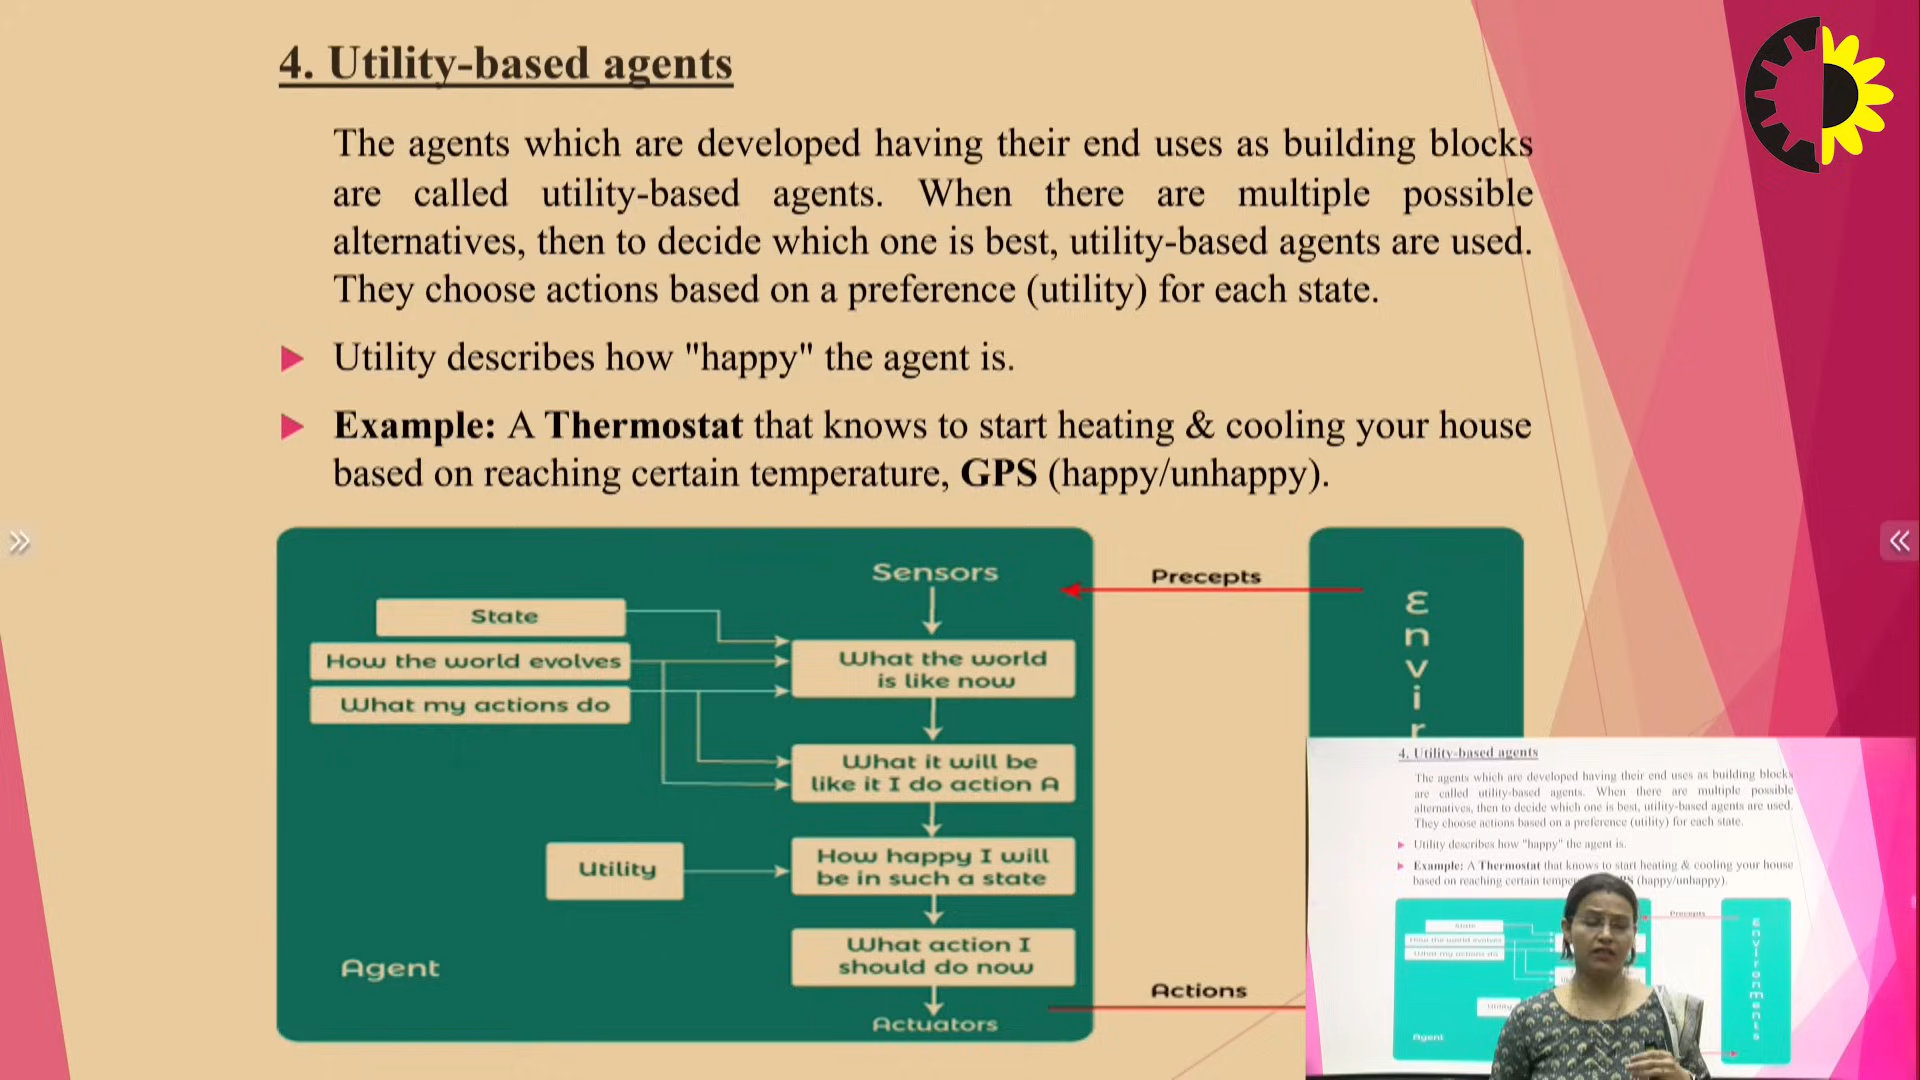 4. Utility-based agents
The agents which are developed having their end uses as building blocks
are called utility-based agents. When there are multiple possible
alternatives, then to decide which one is best, utility-based agents are used.
They choose actions based on a preference (utility) for each state.
Utility describes how "happy" the agent is.
Example: A Thermostat that knows to start heating & cooling your house
based on reaching certain temperature, GPS (happy/unhappy).
Sensors
Precepts
State
How the world evolves
What my actions do
What the world
is like now
What it will be
like it I do action A
Utility
How happy I will
be in such a state
What action I
should do now
Agent
Actuators
Actions
Envir
4. Utility-based agents
The agents which are developed having their end uses as building blocks
are called utility-based agents. When there are multiple possible
alternatives, then to decide which one is best, utility-based agents are used.
They choose actions based on a preference (utility) for each state.
Utility describes how "happy" the agent is.
Example: A Thermostat that knows to start heating & cooling your house
based on reaching certain (happy/unhappy).
Precepts
State
How the world evolves
What my actions do
Agent
Environments